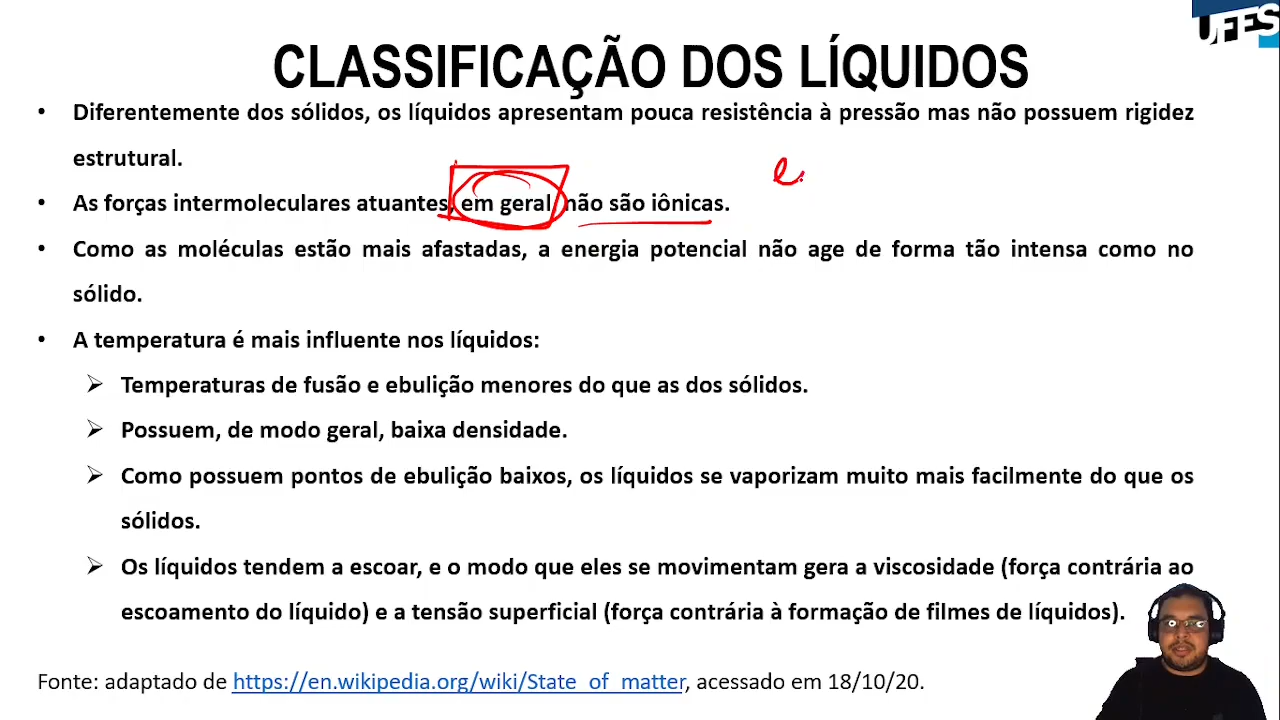 UFES
CLASSIFICAÇÃO DOS LÍQUIDOS
• Diferentemente dos sólidos, os líquidos apresentam pouca resistência à pressão mas não possuem rigidez
estrutural.
• As forças intermoleculares atuantes, em geral, não são iônicas.
• Como as moléculas estão mais afastadas, a energia potencial não age de forma tão intensa como no
sólido.
• A temperatura é mais influente nos líquidos:
➢ Temperaturas de fusão e ebulição menores do que as dos sólidos.
➢ Possuem, de modo geral, baixa densidade.
➢ Como possuem pontos de ebulição baixos, os líquidos se vaporizam muito mais facilmente do que os
sólidos.
➢ Os líquidos tendem a escoar, e o modo que eles se movimentam gera a viscosidade (força contrária ao
escoamento do líquido) e a tensão superficial (força contrária à formação de filmes de líquidos).
Fonte: adaptado de https://en.wikipedia.org/wiki/State_of_matter, acessado em 18/10/20.